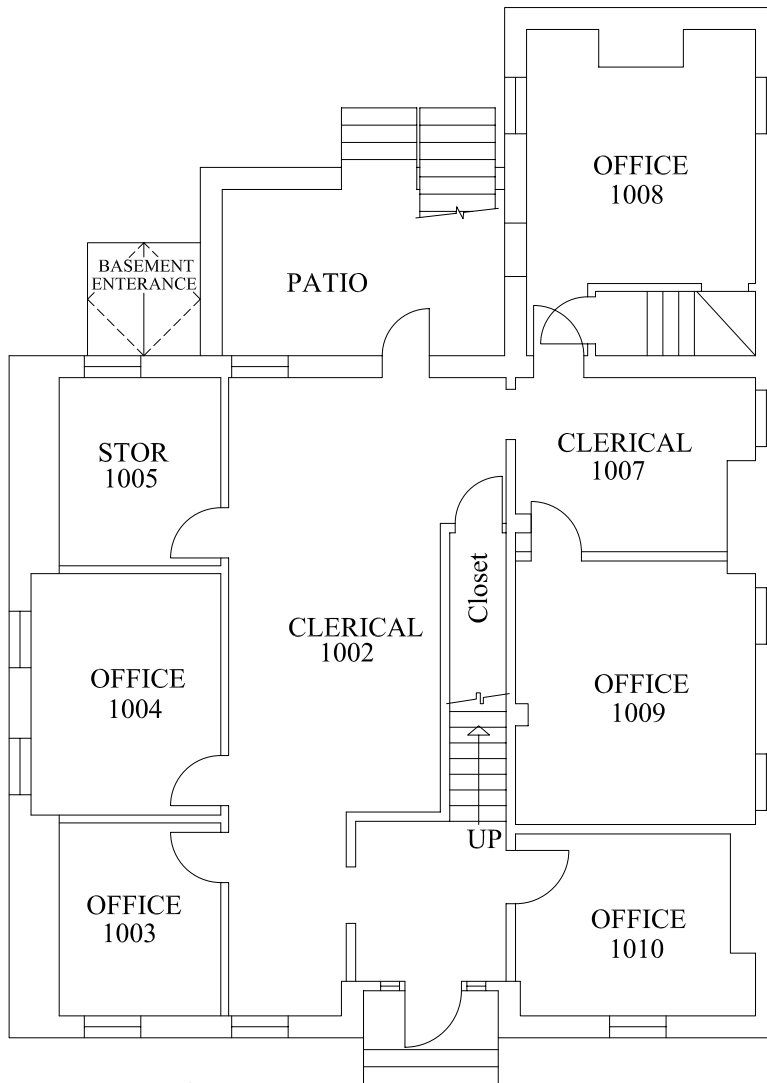 OFFICE
1008
BASEMENT
ENTERANCE
PATIO
STOR
1005
CLERICAL
1007
Closet
CLERICAL
1002
OFFICE
1004
OFFICE
1009
UP
OFFICE
1003
OFFICE
1010